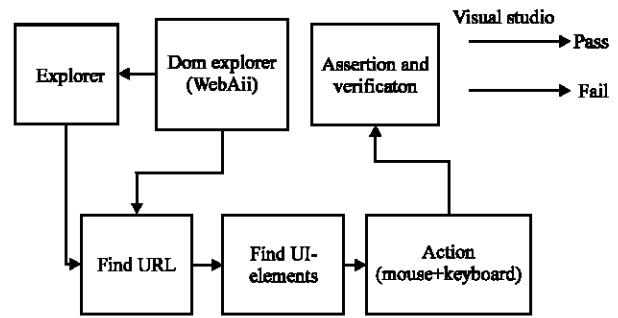 Visual studio
Pass
Fail
Explorer
Dom explorer
(WebAii)
Assertion and
verificaton
Find URL
Find UI-
elements
Action
(mouse+keyboard)